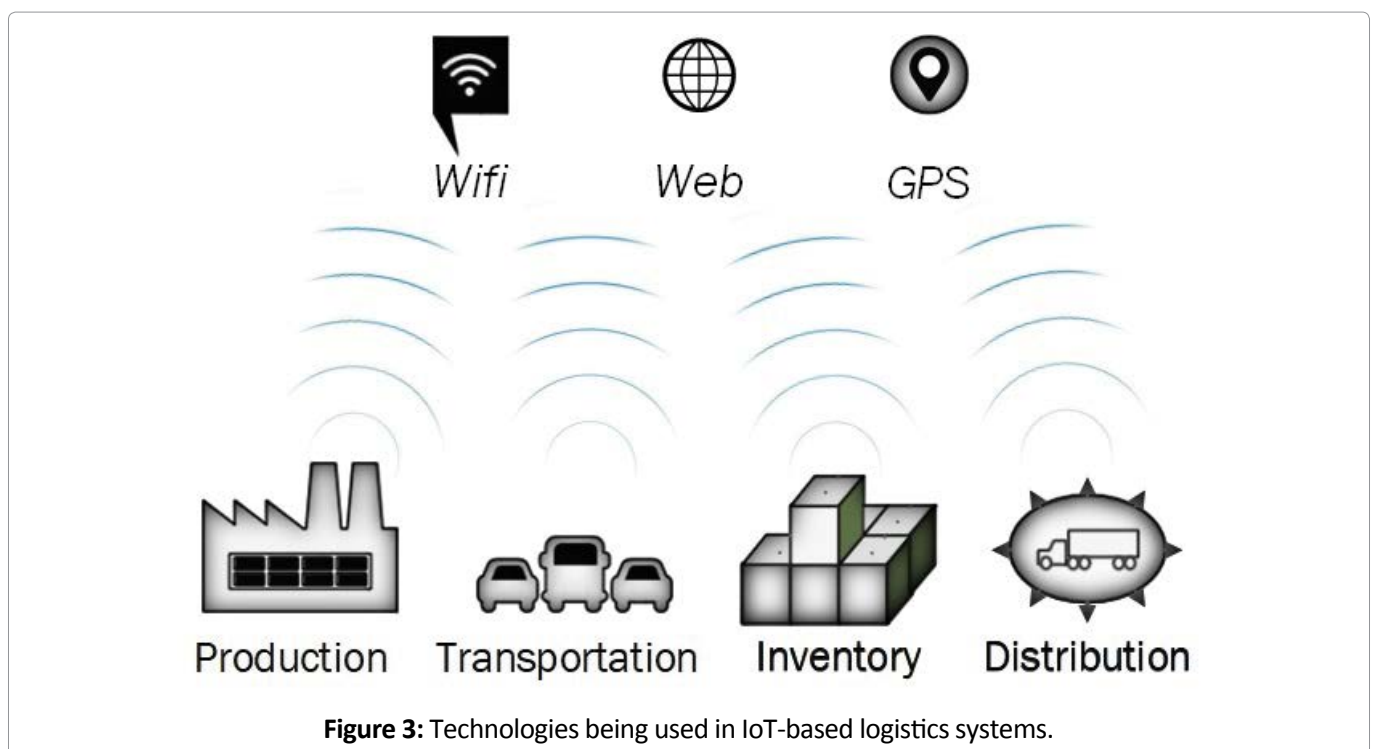 Wifi Web GPS
Production Transportation Inventory Distribution
Figure 3: Technologies being used in IoT-based logistics systems.